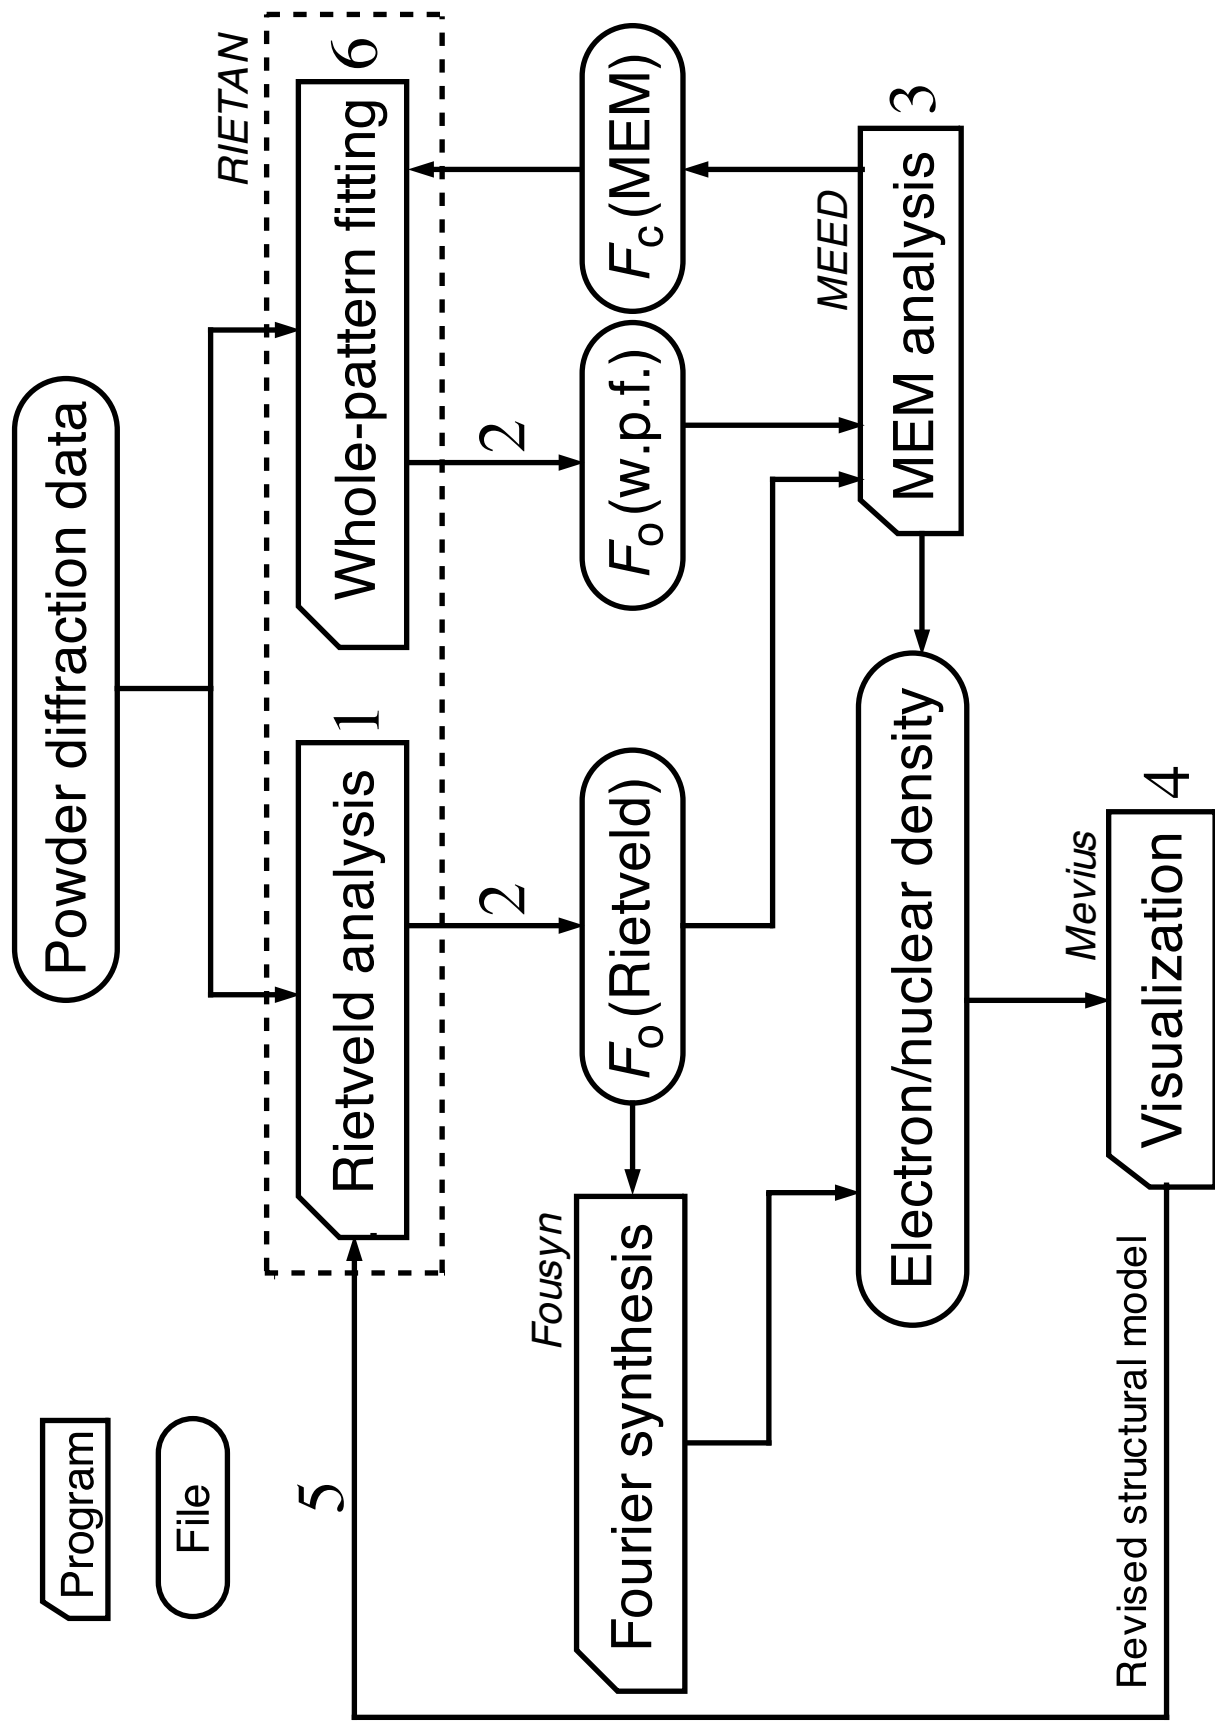 Program
File
Powder diffraction data
RIETAN
Rietveld analysis
1
Whole-pattern fitting
6
5
2
2
Fousyn
Fourier synthesis
Fo (Rietveld)
Fo (w.p.f.)
Fc (MEM)
MEED
Electron/nuclear density
MEM analysis
3
Mevius
Revised structural model
Visualization
4